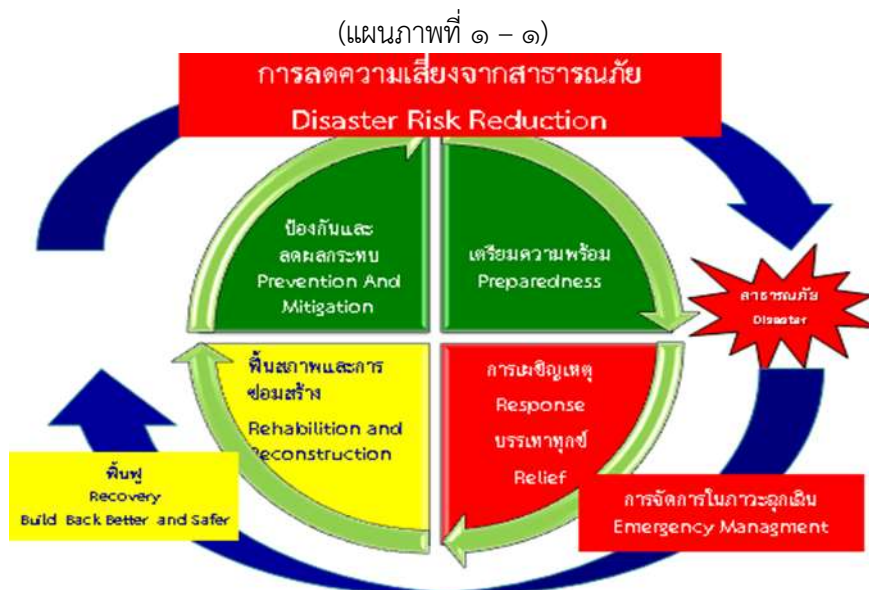 (แผนภาพที่ ๑ – ๑)
การลดความเสี่ยงจากสาธารณภัย
Disaster Risk Reduction
ป้องกันและ
ลดผลกระทบ
Prevention And
Mitigation
เตรียมความพร้อม
Preparedness
สาธารณภัย
Disaster
ฟื้นสภาพและการ
ซ่อมสร้าง
Rehabilition and
Reconstruction
การเผชิญเหตุ
Response
บรรเทาทุกข์
Relief
ฟื้นฟู
Recovery
Build Back Better and Safer
การจัดการในภาวะฉุกเฉิน
Emergency Managment